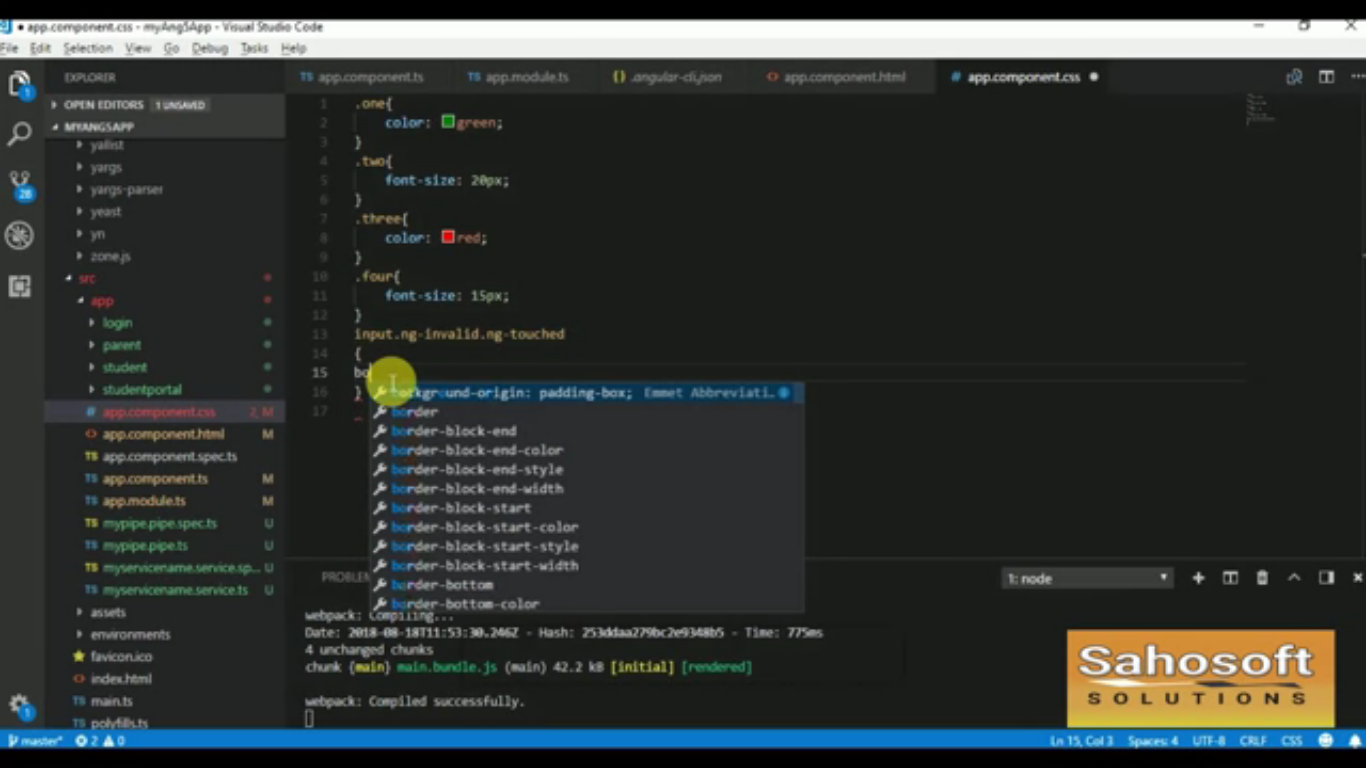 app.component.css - myAng5App - Visual Studio Code
File Edit Selection View Go Debug Tasks Help
EXPLORER
OPEN EDITORS 1 UNSAVED
MYANG5APP
yallist
yargs
yargs-parser
yeast
yn
zone.js
src
app
login
parent
student
studentportal
# app.component.css 2, M
<> app.component.html M
TS app.component.spec.ts
TS app.component.ts M
TS app.module.ts M
TS mypipe.pipe.spec.ts U
TS mypipe.pipe.ts U
TS myservicename.service.sp... U
TS myservicename.service.ts U
assets
environments
favicon.ico
<> index.html
TS main.ts
TS polyfills.ts
TS app.component.ts TS app.module.ts {} .angular-cli.json <> app.component.html # app.component.css
1 .one{
2 color: green;
3 }
4 .two{
5 font-size: 20px;
6 }
7 .three{
8 color: red;
9 }
10 .four{
11 font-size: 15px;
12 }
13 input.ng-invalid.ng-touched
14 {
15 bo
16 }
17
background-origin: padding-box; Emmet Abbreviati...
border
border-block-end
border-block-end-color
border-block-end-style
border-block-end-width
border-block-start
border-block-start-color
border-block-start-style
border-block-start-width
border-bottom
border-bottom-color
1: node
webpack: Compiling...
Date: 2018-08-18T11:53:30.246Z - Hash: 253ddaa279bc2e9348b5 - Time: 775ms
4 unchanged chunks
chunk {main} main.bundle.js (main) 42.2 kB [initial] [rendered]
webpack: Compiled successfully.
Sahosoft
SOLUTIONS
master* 2 0 Ln 15, Col 3 Spaces: 4 UTF-8 CRLF CSS